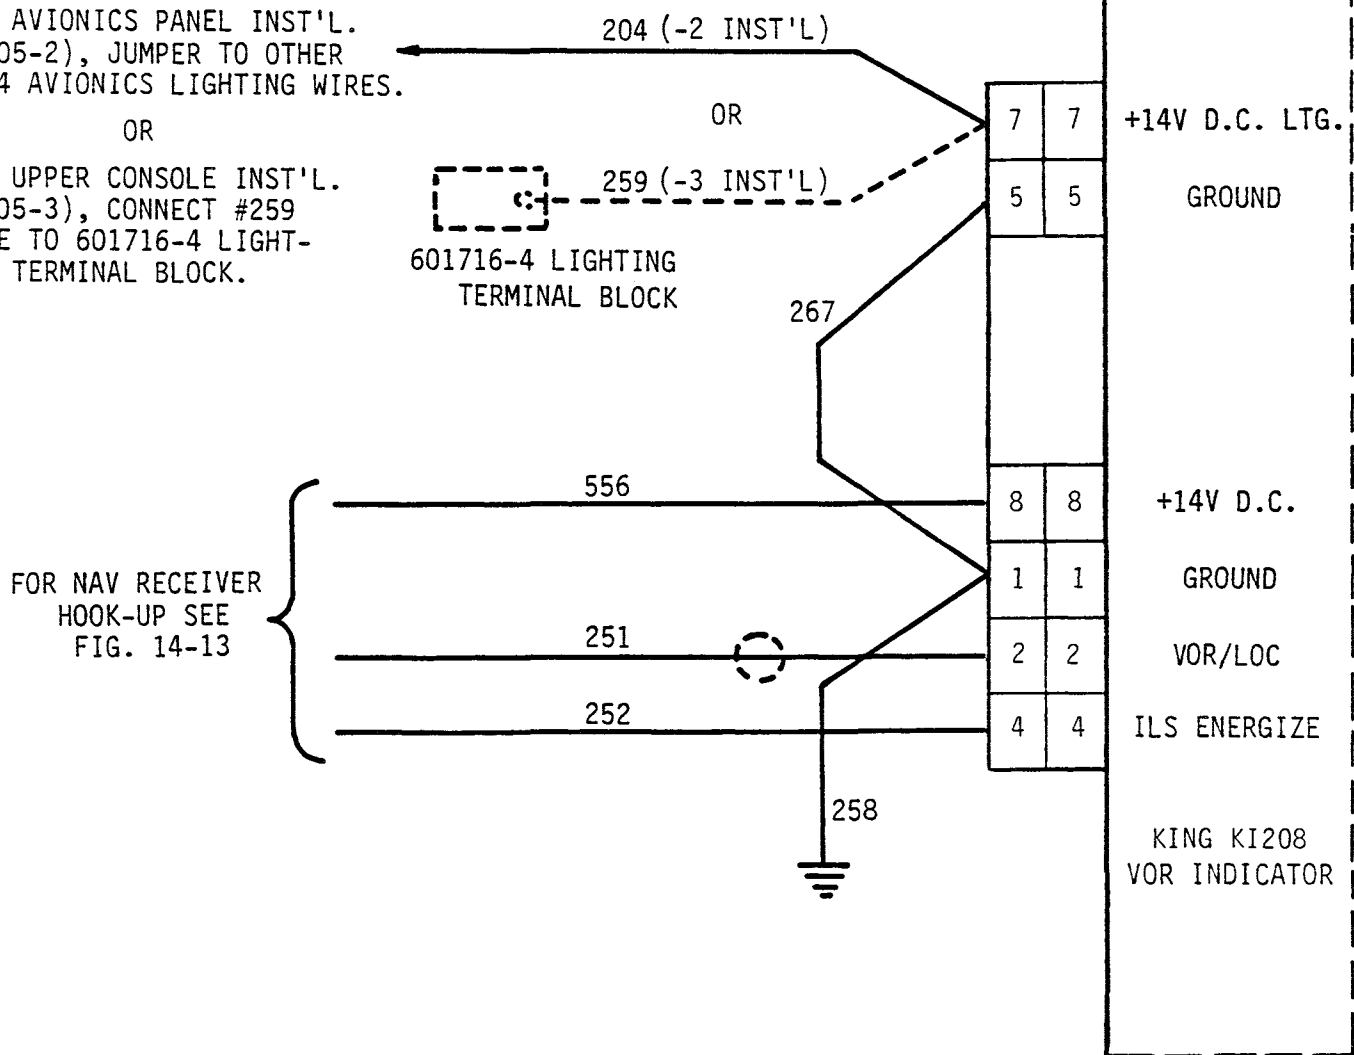 AVIONICS PANEL INST'L.
05-2), JUMPER TO OTHER
4 AVIONICS LIGHTING WIRES.
OR
UPPER CONSOLE INST'L.
05-3), CONNECT #259
E TO 601716-4 LIGHT-
TERMINAL BLOCK.
204 (-2 INST'L)
OR
259 (-3 INST'L)
601716-4 LIGHTING
TERMINAL BLOCK
7 7 +14V D.C. LTG.
5 5 GROUND
267
556
8 8 +14V D.C.
1 1 GROUND
FOR NAV RECEIVER
HOOK-UP SEE
FIG. 14-13
251
2 2 VOR/LOC
252
4 4 ILS ENERGIZE
258
KING KI208
VOR INDICATOR